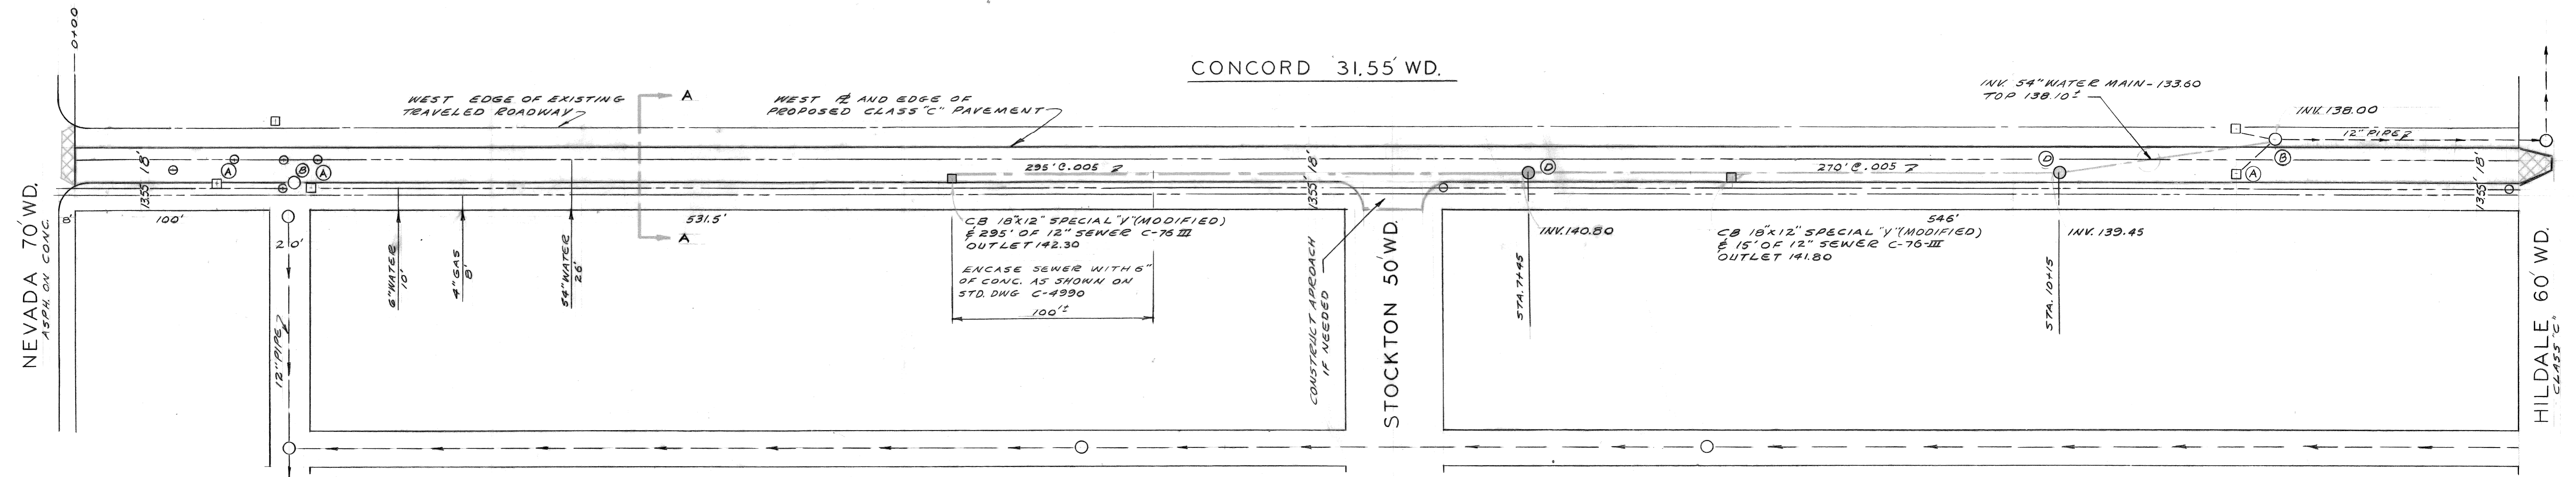 0+00
CONCORD 31.55' WD.
WEST EDGE OF EXISTING
TRAVELED ROADWAY
A
WEST ⅊ AND EDGE OF
PROPOSED CLASS "C" PAVEMENT
INV. 54" WATER MAIN-133.60
TOP 138.10±
INV. 138.00
12" PIPE
13.55' 18'
A
B
A
295' @ .005
13.55' 18'
D
270' @ .005
D
A
B
13.55' 18'
NEVADA 70' WD.
ASPH. ON CONC.
8'
100'
20'
12" PIPE
6" WATER
10'
4" GAS
8'
54" WATER
26'
531.5'
A
CB 18"X12" SPECIAL "Y" (MODIFIED)
& 295' OF 12" SEWER C-76 III
OUTLET 142.30
ENCASE SEWER WITH 6"
OF CONC. AS SHOWN ON
STD. DWG C-4990
100'±
CONSTRUCT APROACH
IF NEEDED
STOCKTON 50' WD.
INV. 140.80
STA. 7+45
CB 18"X12" SPECIAL "Y" (MODIFIED)
& 15' OF 12" SEWER C-76-III
OUTLET 141.80
546'
STA. 10+15
INV. 139.45
HILDALE 60' WD.
CLASS "C"